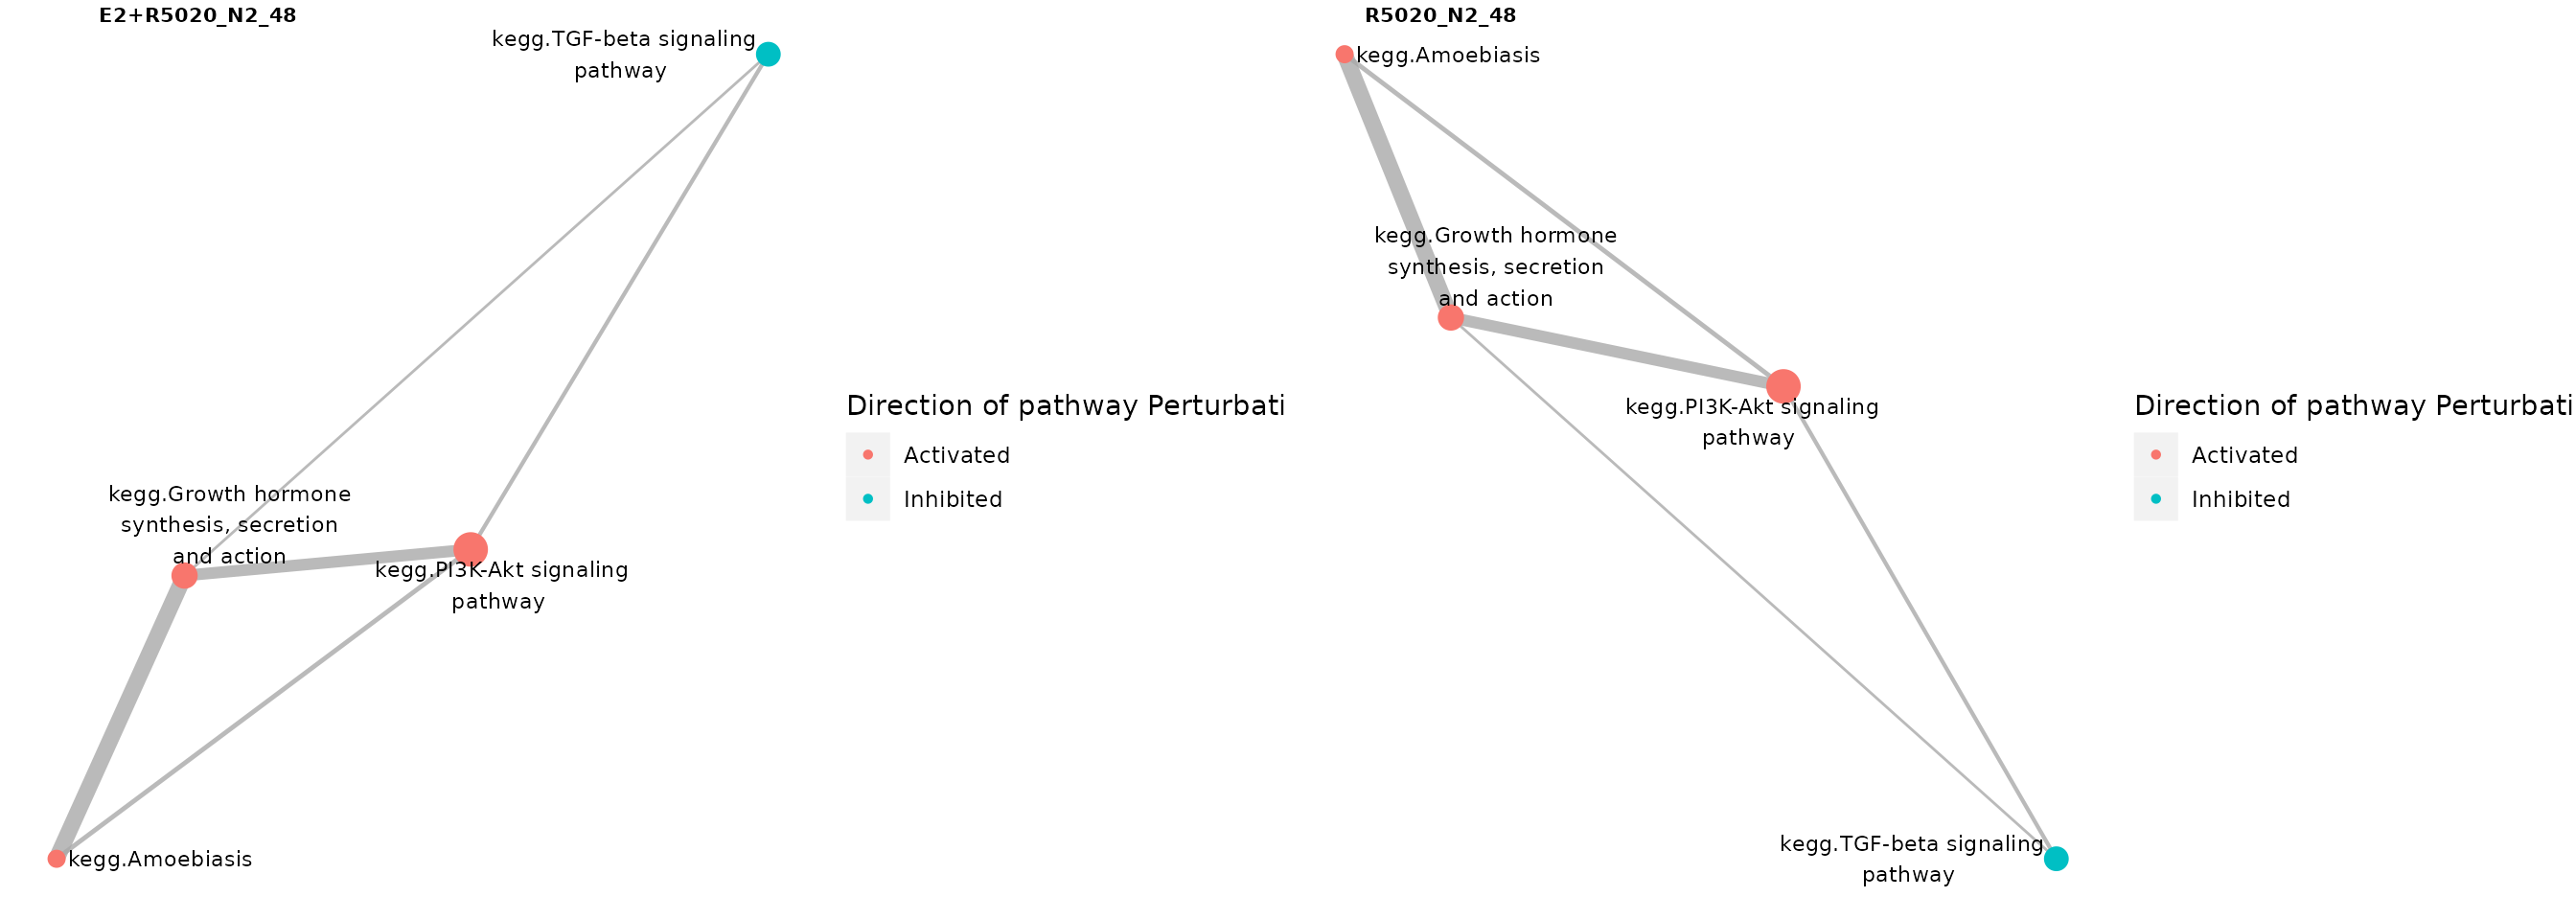 E2+R5020_N2_48
kegg.TGF-beta signaling
pathway
kegg.Growth hormone
synthesis, secretion
and action
kegg.PI3K-Akt signaling
pathway
kegg.Amoebiasis
Direction of pathway Perturbati
Activated
Inhibited
R5020_N2_48
kegg.Amoebiasis
kegg.Growth hormone
synthesis, secretion
and action
kegg.PI3K-Akt signaling
pathway
kegg.TGF-beta signaling
pathway
Direction of pathway Perturbati
Activated
Inhibited